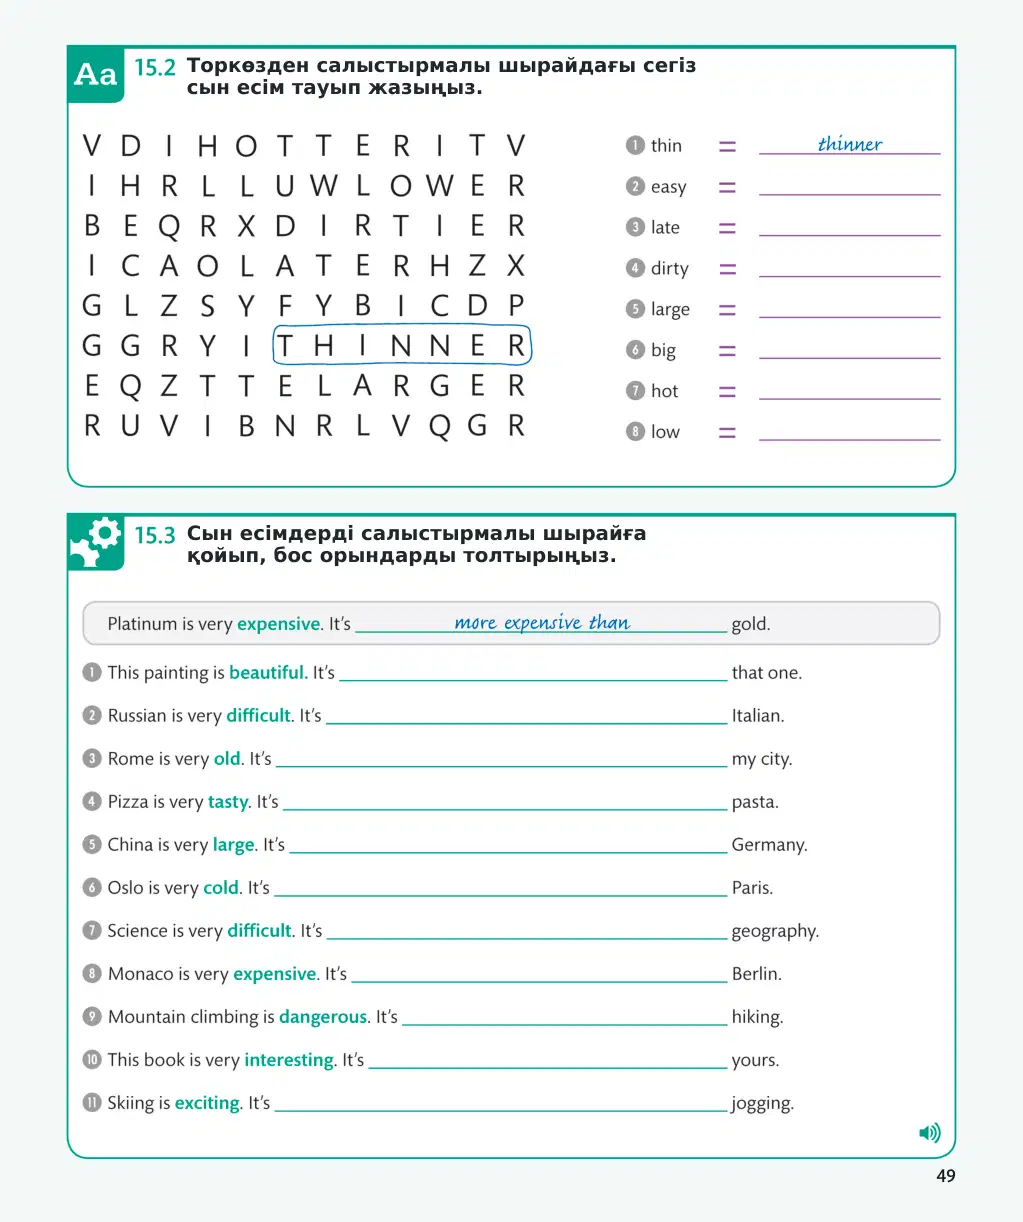 Aa 15.2 Торкөзден салыстырмалы шырайдағы сегіз
сын есім тауып жазыңыз.
V D I H O T T E R I T V
I H R L L U W L O W E R
B E Q R X D I R T I E R
I C A O L A T E R H Z X
G L Z S Y F Y B I C D P
G G R Y I T H I N N E R
E Q Z T T E L A R G E R
R U V I B N R L V Q G R
1 thin = thinner
2 easy =
3 late =
4 dirty =
5 large =
6 big =
7 hot =
8 low =
15.3 Сын есімдерді салыстырмалы шырайға
қойып, бос орындарды толтырыңыз.
Platinum is very expensive. It's more expensive than gold.
1 This painting is beautiful. It's that one.
2 Russian is very difficult. It's Italian.
3 Rome is very old. It's my city.
4 Pizza is very tasty. It's pasta.
5 China is very large. It's Germany.
6 Oslo is very cold. It's Paris.
7 Science is very difficult. It's geography.
8 Monaco is very expensive. It's Berlin.
9 Mountain climbing is dangerous. It's hiking.
10 This book is very interesting. It's yours.
11 Skiing is exciting. It's jogging.
49